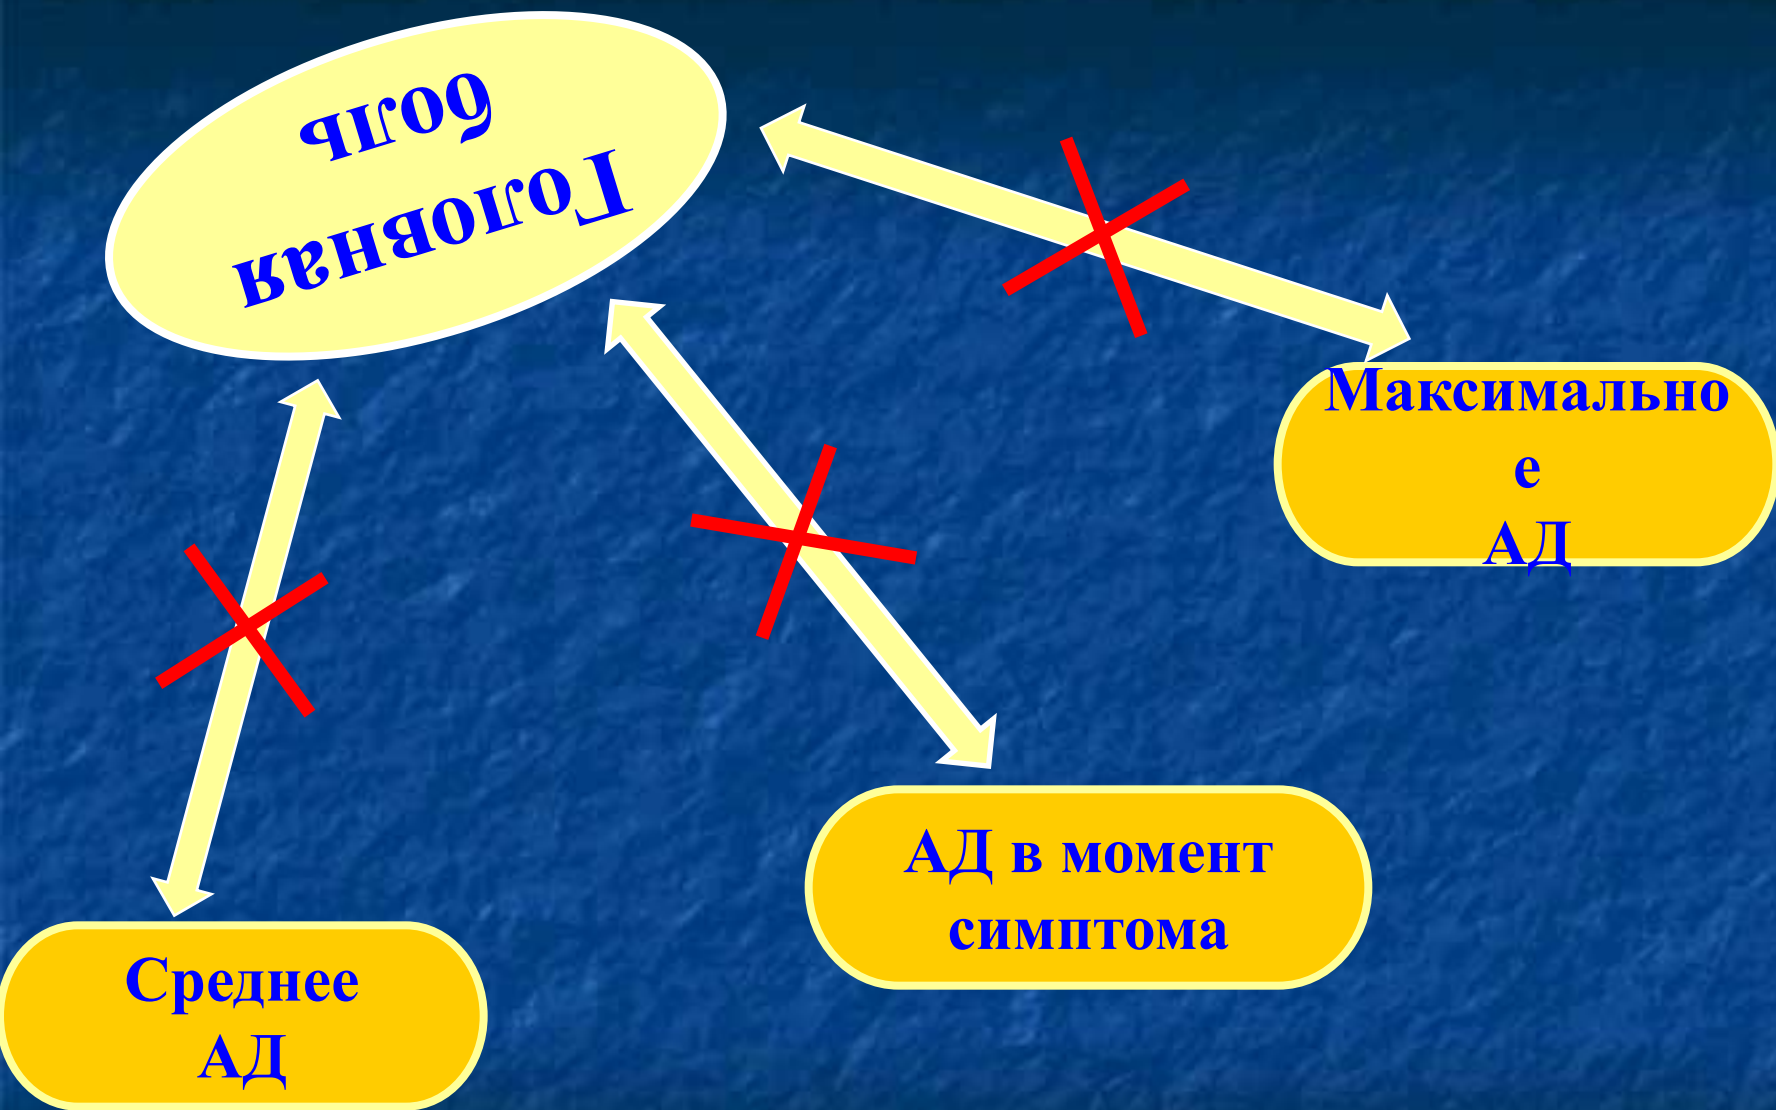 Головная
боль
Максимально
е
АД
АД в момент
симптома
Среднее
АД